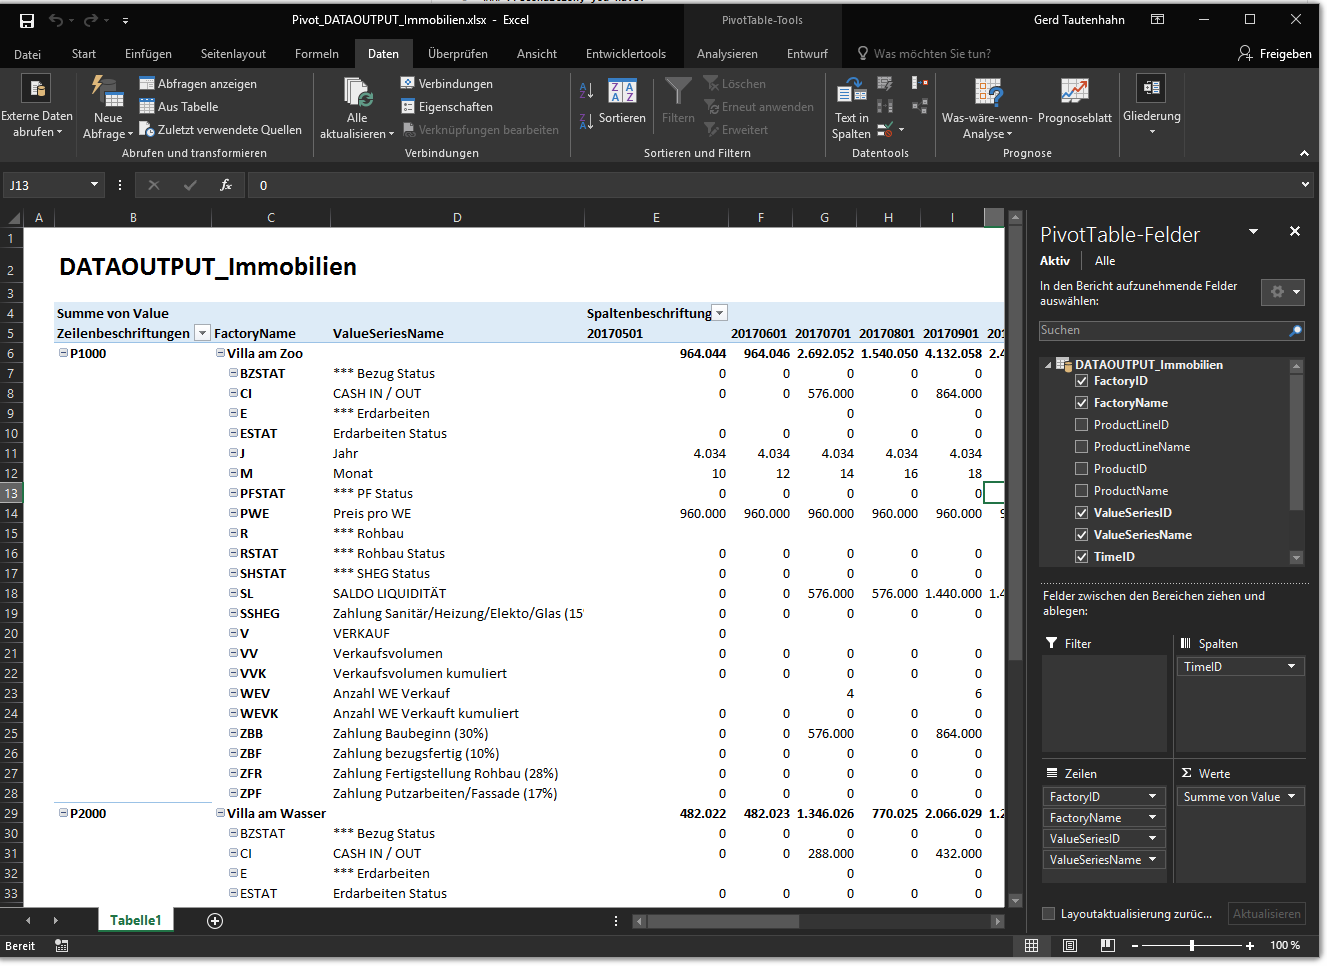 Pivot_DATAOUTPUT_Immobilien.xlsx - Excel
PivotTable-Tools
Gerd Tautenhahn
Datei Start Einfügen Seitenlayout Formeln Daten Überprüfen Ansicht Entwicklertools Analysieren Entwurf Was möchten Sie tun? Freigeben
Externe Daten abrufen
Neue Abfrage
Abfragen anzeigen
Aus Tabelle
Zuletzt verwendete Quellen
Abrufen und transformieren
Alle aktualisieren
Verbindungen
Eigenschaften
Verknüpfungen bearbeiten
Verbindungen
Sortieren
Filtern
Löschen
Erneut anwenden
Erweitert
Sortieren und Filtern
Text in Spalten
Datentools
Was-wäre-wenn-Analyse
Prognoseblatt
Prognose
Gliederung
J13 fx 0
A B C D E F G H I
1
2 DATAOUTPUT_Immobilien
3
4 Summe von Value Spaltenbeschriftung
5 Zeilenbeschriftungen FactoryName ValueSeriesName 20170501 20170601 20170701 20170801 20170901 20
6 P1000 Villa am Zoo 964.044 964.046 2.692.052 1.540.050 4.132.058 2.4
7 BZSTAT *** Bezug Status 0 0 0 0 0
8 CI CASH IN / OUT 0 0 576.000 0 864.000
9 E *** Erdarbeiten 0 0
10 ESTAT Erdarbeiten Status 0 0 0 0 0
11 J Jahr 4.034 4.034 4.034 4.034 4.034
12 M Monat 10 12 14 16 18
13 PFSTAT *** PF Status 0 0 0 0 0
14 PWE Preis pro WE 960.000 960.000 960.000 960.000 960.000 9
15 R *** Rohbau
16 RSTAT *** Rohbau Status 0 0 0 0 0
17 SHSTAT *** SHEG Status 0 0 0 0 0
18 SL SALDO LIQUIDITÄT 0 0 576.000 576.000 1.440.000 1.4
19 SSHEG Zahlung Sanitär/Heizung/Elekto/Glas (15 0 0 0 0 0
20 V VERKAUF 0
21 VV Verkaufsvolumen 0 0 0 0 0
22 VVK Verkaufsvolumen kumuliert 0 0 0 0 0
23 WEV Anzahl WE Verkauf 4 6
24 WEVK Anzahl WE Verkauft kumuliert 0 0 0 0 0
25 ZBB Zahlung Baubeginn (30%) 0 0 576.000 0 864.000
26 ZBF Zahlung bezugsfertig (10%) 0 0 0 0 0
27 ZFR Zahlung Fertigstellung Rohbau (28%) 0 0 0 0 0
28 ZPF Zahlung Putzarbeiten/Fassade (17%) 0 0 0 0 0
29 P2000 Villa am Wasser 482.022 482.023 1.346.026 770.025 2.066.029 1.2
30 BZSTAT *** Bezug Status 0 0 0 0 0
31 CI CASH IN / OUT 0 0 288.000 0 432.000
32 E *** Erdarbeiten 0 0
33 ESTAT Erdarbeiten Status 0 0 0 0 0
Tabelle1
Bereit
100 %
PivotTable-Felder
Aktiv Alle
In den Bericht aufzunehmende Felder
auswählen:
Suchen
DATAOUTPUT_Immobilien
FactoryID
FactoryName
ProductLineID
ProductLineName
ProductID
ProductName
ValueSeriesID
ValueSeriesName
TimeID
Felder zwischen den Bereichen ziehen und
ablegen:
Filter
Spalten
TimeID
Zeilen
FactoryID
FactoryName
ValueSeriesID
ValueSeriesName
Σ Werte
Summe von Value
Layoutaktualisierung zurüc...
Aktualisieren